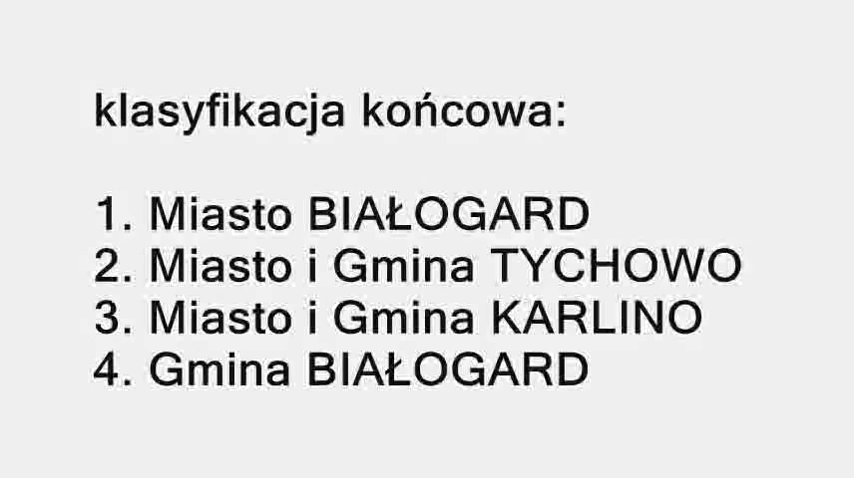 klasyfikacja końcowa:
1. Miasto BIAŁOGARD
2. Miasto i Gmina TYCHOWO
3. Miasto i Gmina KARLINO
4. Gmina BIAŁOGARD